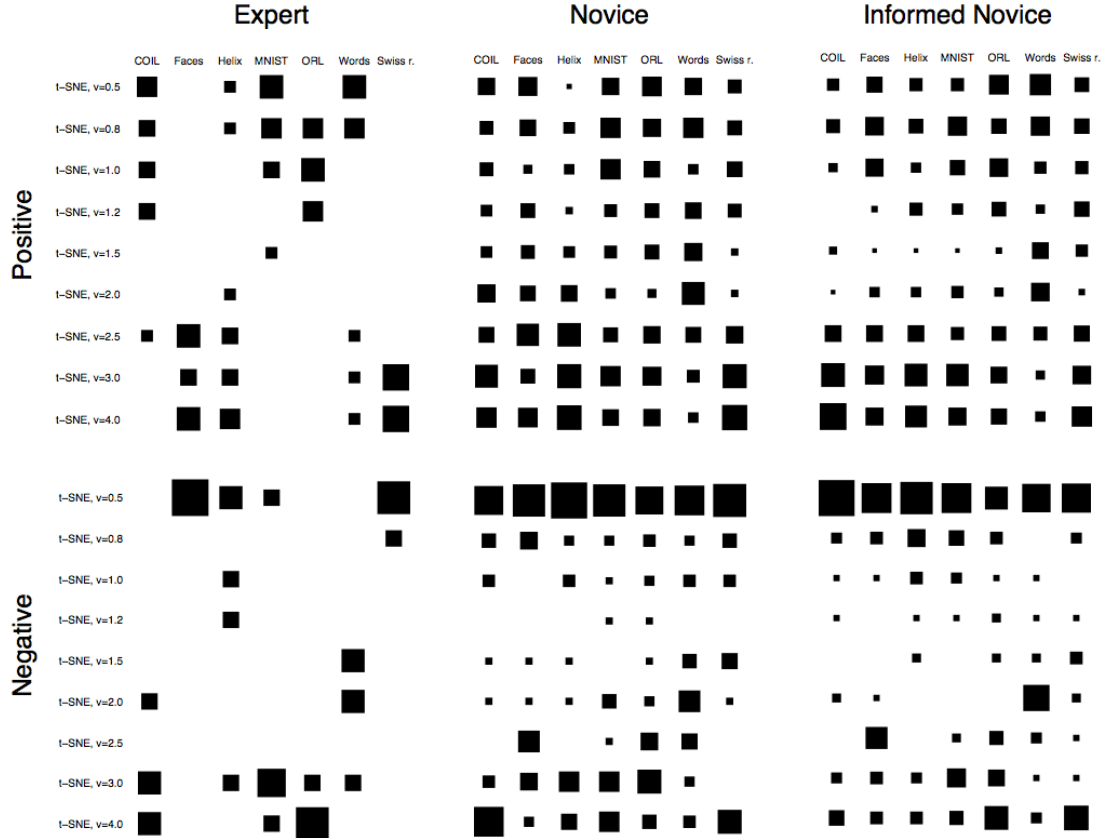 Expert Novice Informed Novice
COIL Faces Helix MNIST ORL Words Swiss r. COIL Faces Helix MNIST ORL Words Swiss r. COIL Faces Helix MNIST ORL Words Swiss r.
Positive
t-SNE, v=0.5
t-SNE, v=0.8
t-SNE, v=1.0
t-SNE, v=1.2
t-SNE, v=1.5
t-SNE, v=2.0
t-SNE, v=2.5
t-SNE, v=3.0
t-SNE, v=4.0
Negative
t-SNE, v=0.5
t-SNE, v=0.8
t-SNE, v=1.0
t-SNE, v=1.2
t-SNE, v=1.5
t-SNE, v=2.0
t-SNE, v=2.5
t-SNE, v=3.0
t-SNE, v=4.0